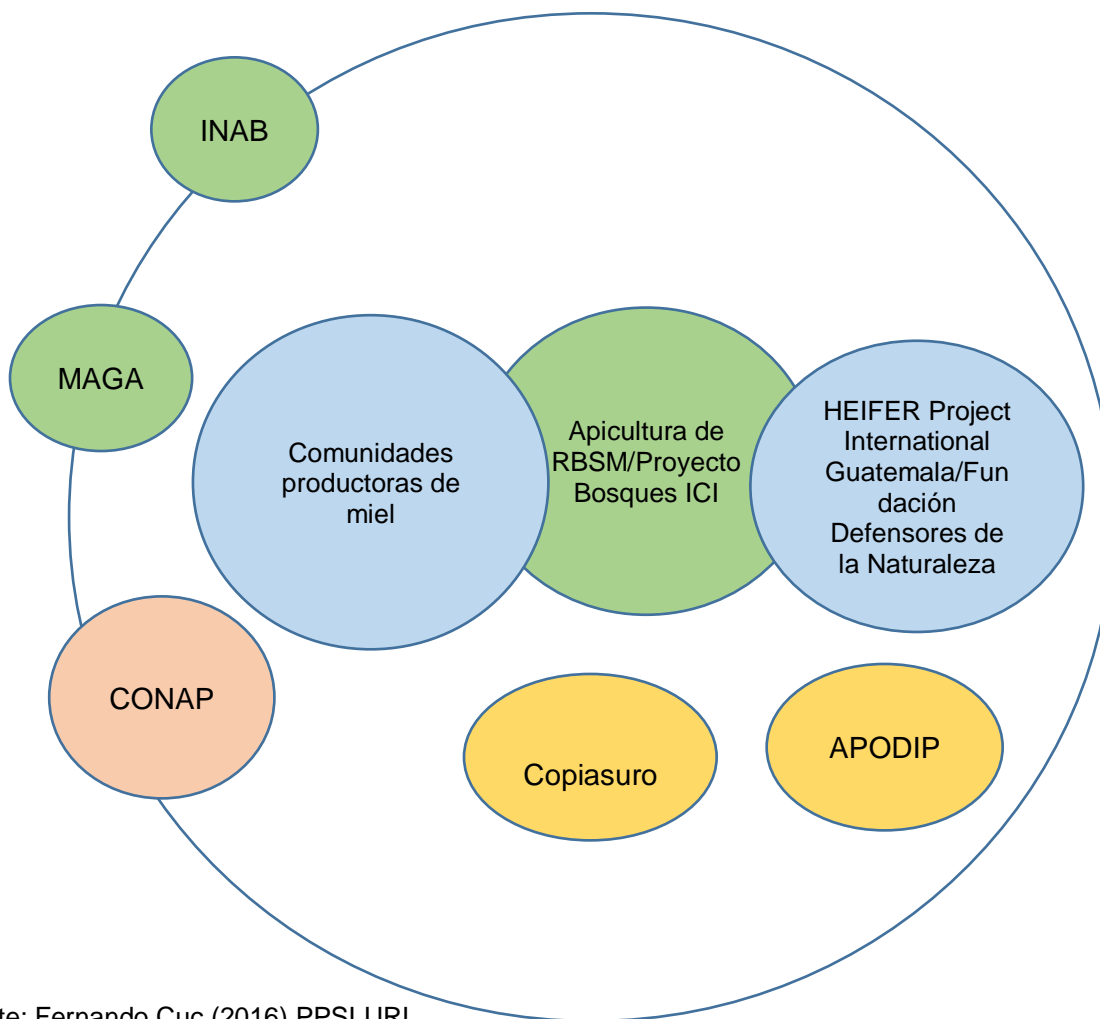 INAB
MAGA
Comunidades
productoras de
miel
Apicultura de
RBSM/Proyecto
Bosques ICI
HEIFER Project
International
Guatemala/Fun
dación
Defensores de
la Naturaleza
CONAP
Copiasuro
APODIP
te: Fernando Cuc (2016) PPSI URL